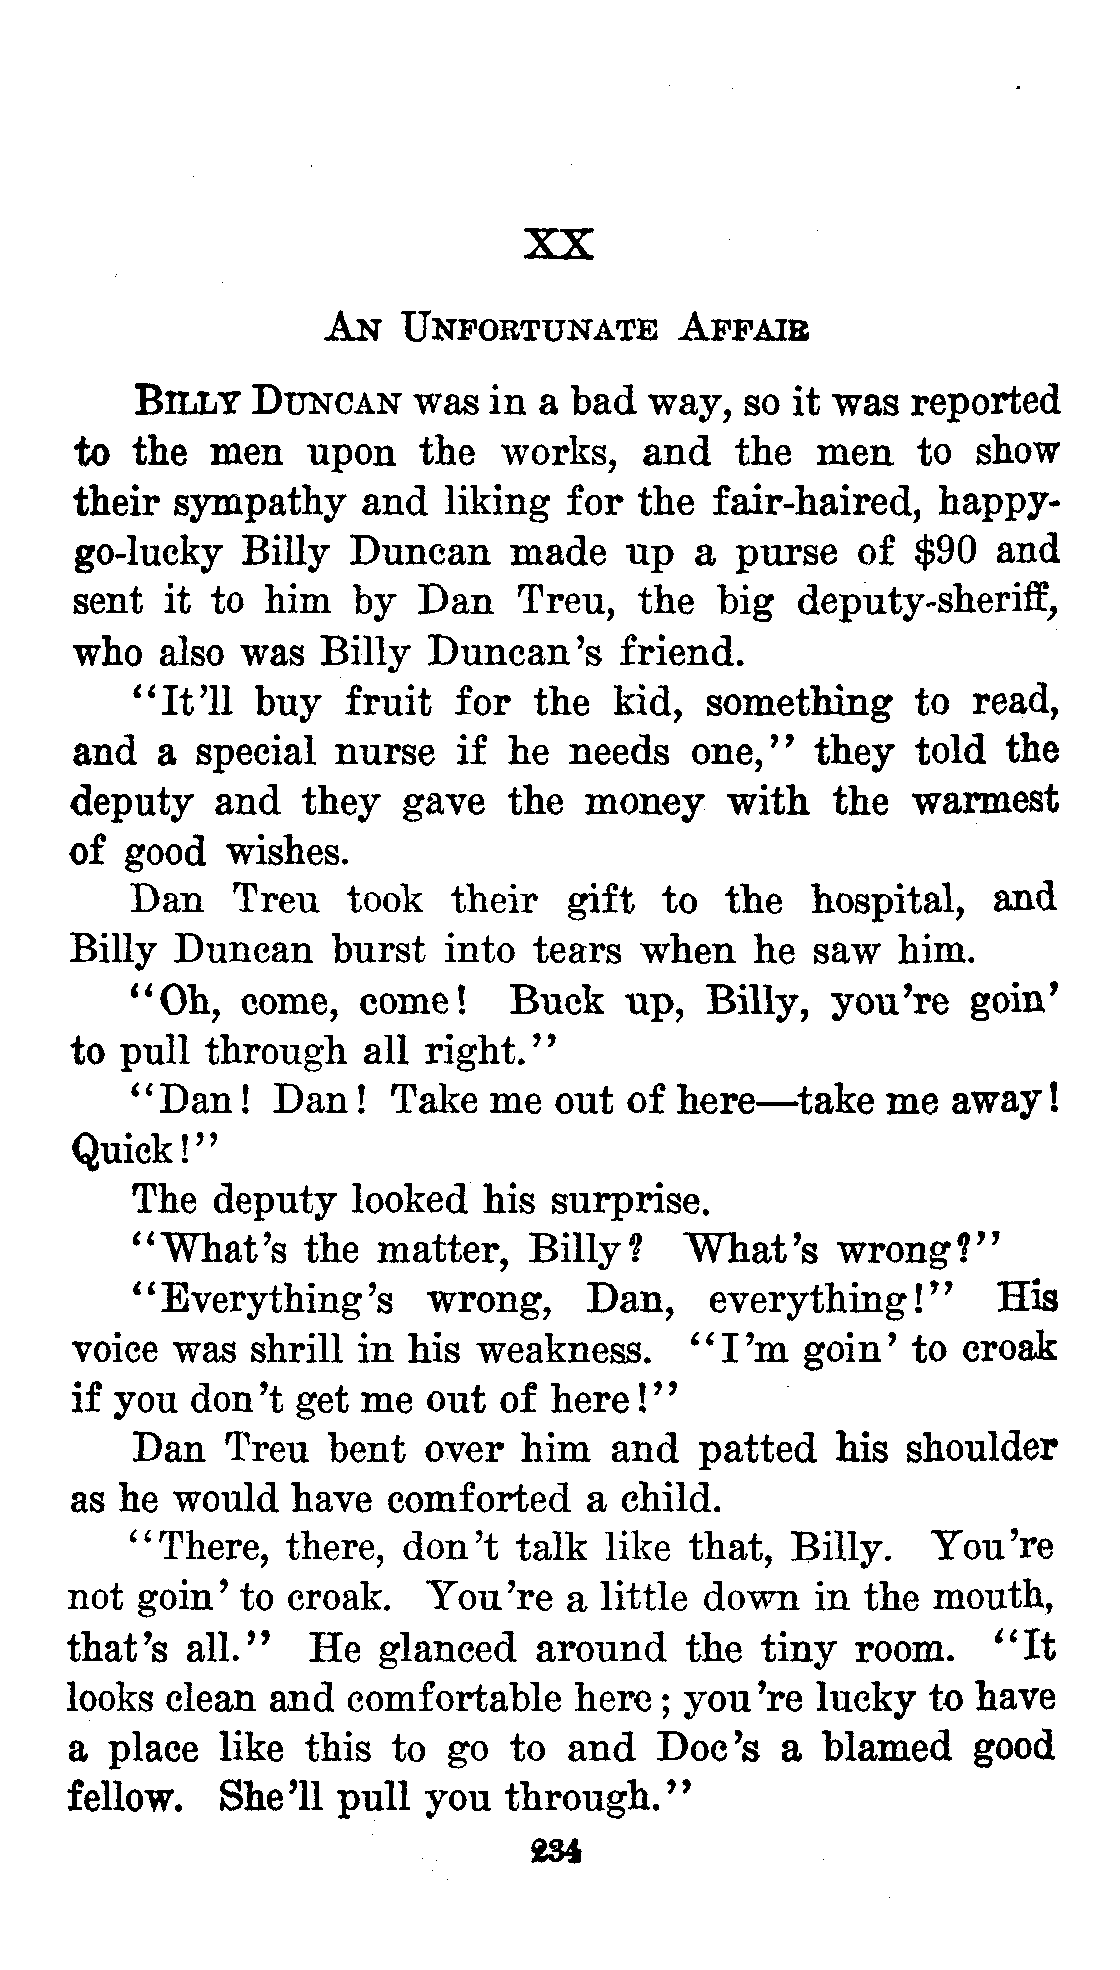 XX
An Unfortunate Affair
Billy Duncan was in a bad way, so it was reported
to the men upon the works, and the men to show
their sympathy and liking for the fair-haired, happy-
go-lucky Billy Duncan made up a purse of $90 and
sent it to him by Dan Treu, the big deputy-sheriff,
who also was Billy Duncan's friend.
"It'll buy fruit for the kid, something to read,
and a special nurse if he needs one," they told the
deputy and they gave the money with the warmest
of good wishes.
Dan Treu took their gift to the hospital, and
Billy Duncan burst into tears when he saw him.
"Oh, come, come! Buck up, Billy, you're goin'
to pull through all right."
"Dan! Dan! Take me out of here—take me away!
Quick!"
The deputy looked his surprise.
"What's the matter, Billy? What's wrong?"
"Everything's wrong, Dan, everything!" His
voice was shrill in his weakness. "I'm goin' to croak
if you don't get me out of here!"
Dan Treu bent over him and patted his shoulder
as he would have comforted a child.
"There, there, don't talk like that, Billy. You're
not goin' to croak. You're a little down in the mouth,
that's all." He glanced around the tiny room. "It
looks clean and comfortable here; you're lucky to have
a place like this to go to and Doc's a blamed good
fellow. She'll pull you through."
234